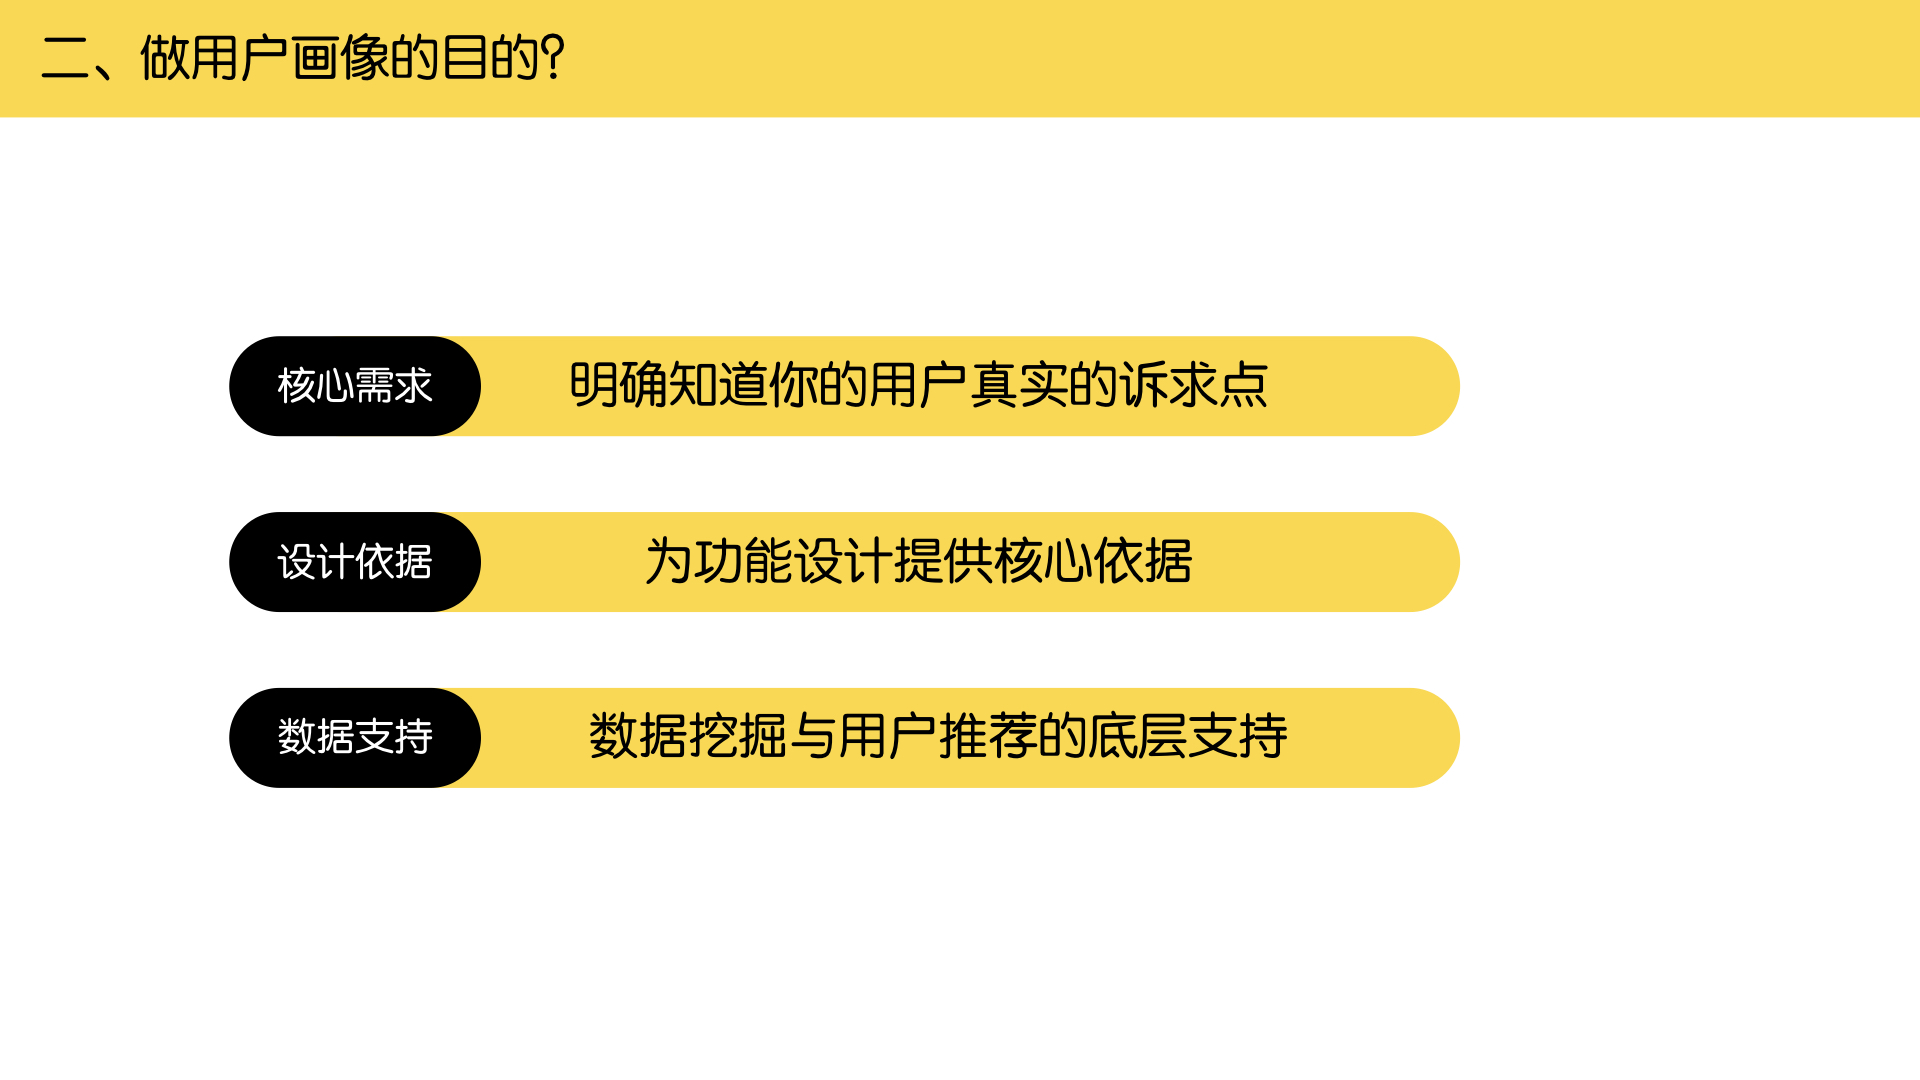 二、做用户画像的目的?
核心需求
明确知道你的用户真实的诉求点
设计依据
为功能设计提供核心依据
数据支持
数据挖掘与用户推荐的底层支持